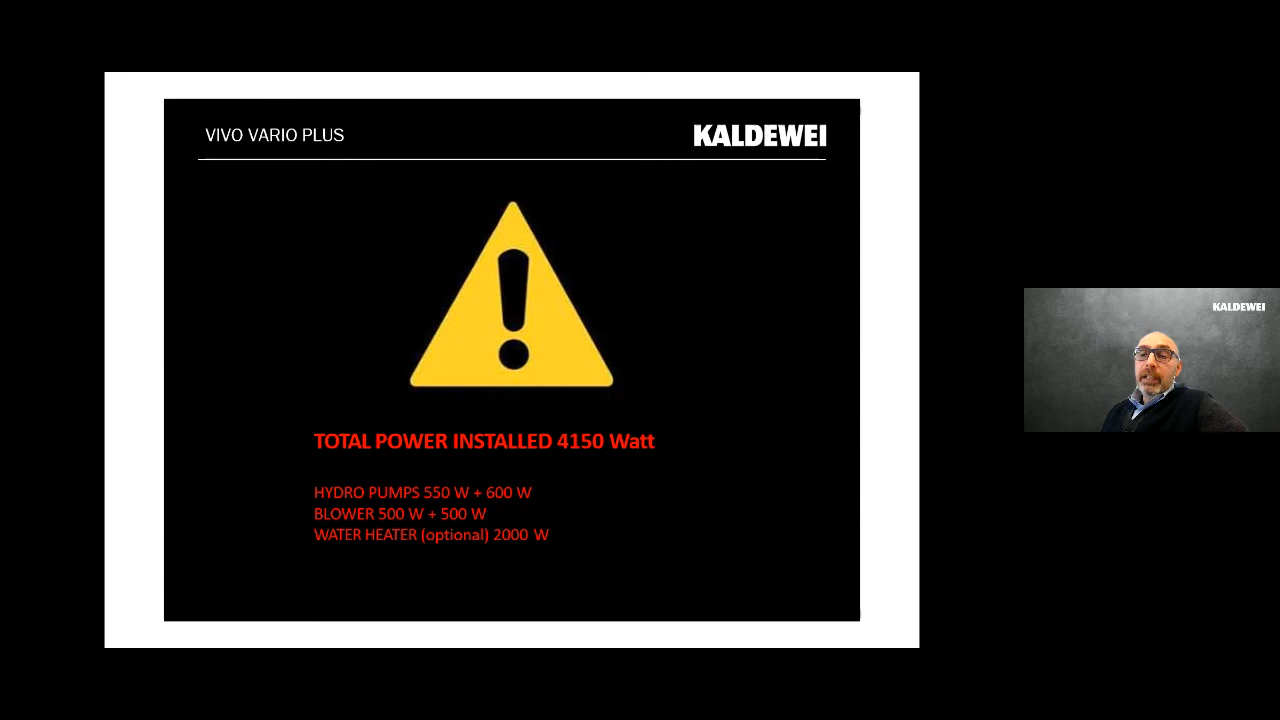 VIVO VARIO PLUS
KALDEWEI
TOTAL POWER INSTALLED 4150 Watt
HYDRO PUMPS 550 W + 600 W
BLOWER 500 W + 500 W
WATER HEATER (optional) 2000 W
KALDEWEI